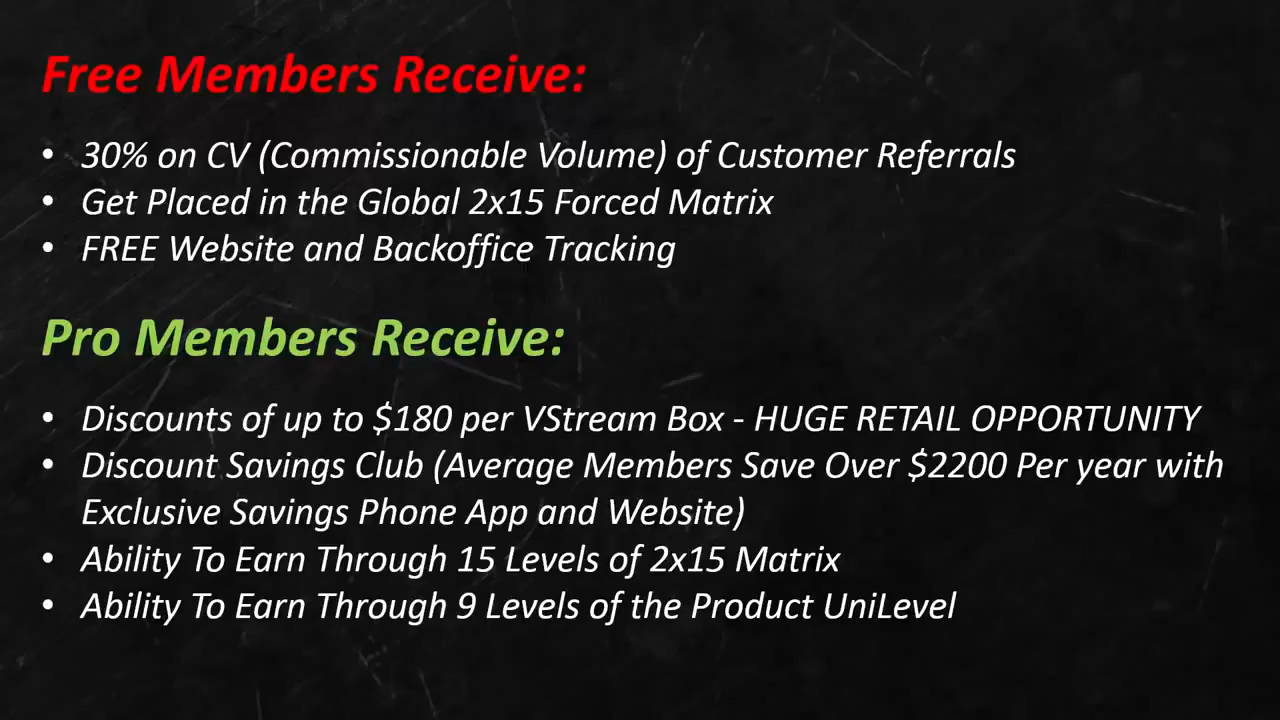 Free Members Receive:
• 30% on CV (Commissionable Volume) of Customer Referrals
• Get Placed in the Global 2x15 Forced Matrix
• FREE Website and Backoffice Tracking
Pro Members Receive:
• Discounts of up to $180 per VStream Box - HUGE RETAIL OPPORTUNITY
• Discount Savings Club (Average Members Save Over $2200 Per year with
Exclusive Savings Phone App and Website)
• Ability To Earn Through 15 Levels of 2x15 Matrix
• Ability To Earn Through 9 Levels of the Product UniLevel